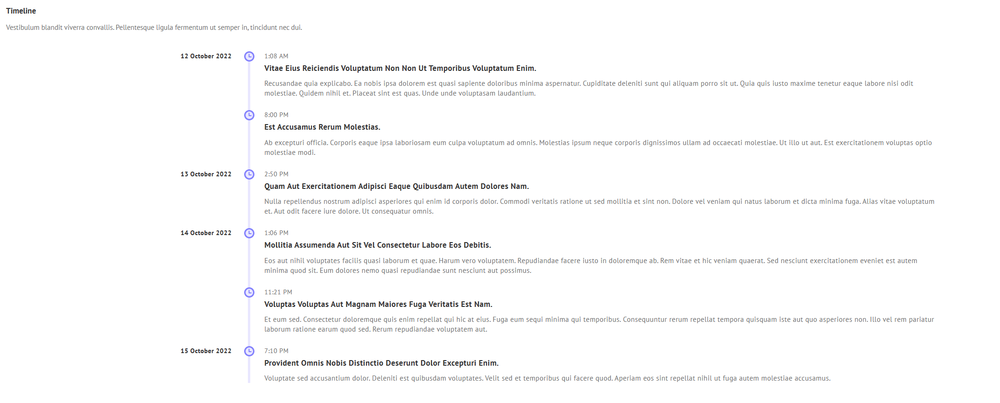 Timeline
Vestibulum blandit viverra convallis. Pellentesque ligula fermentum ut semper in, tincidunt nec dui.
12 October 2022
1:08 AM
Vitae Eius Reiciendis Voluptatum Non Non Ut Temporibus Voluptatum Enim.
Recusandae quia explicabo. Ea nobis ipsa dolorem est quasi sapiente doloribus minima aspernatur. Cupiditate deleniti sunt qui aliquam porro sit ut. Quia quis iusto maxime tenetur eaque labore nisi odit
molestiae. Quidem nihil et. Placeat sint est quas. Unde unde voluptasam laudantium.
8:00 PM
Est Accusamus Rerum Molestias.
Ab excepturi officia. Corporis eaque ipsa laboriosam eum culpa voluptatum ad omnis. Molestias ipsum neque corporis dignissimos ullam ad occaecati molestiae. Ut illo ut aut. Est exercitationem voluptas optio
molestiae modi.
13 October 2022
2:50 PM
Quam Aut Exercitationem Adipisci Eaque Quibusdam Autem Dolores Nam.
Nulla repellendus nostrum adipisci asperiores qui enim id corporis dolor. Commodi veritatis ratione ut sed mollitia et sint non. Dolore vel veniam qui natus laborum et dicta minima fuga. Alias vitae voluptatum
et. Aut odit facere iure dolore. Ut consequatur omnis.
14 October 2022
1:06 PM
Mollitia Assumenda Aut Sit Vel Consectetur Labore Eos Debitis.
Eos aut nihil voluptates facilis quasi laborum et quae. Harum vero voluptatem. Repudiandae facere iusto in doloremque ab. Rem vitae et hic veniam quaerat. Sed nesciunt exercitationem eveniet est autem
minima quod sit. Eum dolores nemo quasi repudiandae sunt nesciunt aut possimus.
11:21 PM
Voluptas Voluptas Aut Magnam Maiores Fuga Veritatis Est Nam.
Et eum sed. Consectetur doloremque quis enim repellat qui hic at eius. Fuga eum sequi minima qui temporibus. Consequuntur rerum repellat tempora quisquam iste aut quo asperiores non. Illo vel rem pariatur
laborum ratione earum quod sed. Rerum repudiandae voluptatem aut.
15 October 2022
7:10 PM
Provident Omnis Nobis Distinctio Deserunt Dolor Excepturi Enim.
Voluptate sed accusantium dolor. Deleniti est quibusdam voluptates. Velit sed et temporibus qui facere quod. Aperiam eos sint repellat nihil ut fuga autem molestiae accusamus.